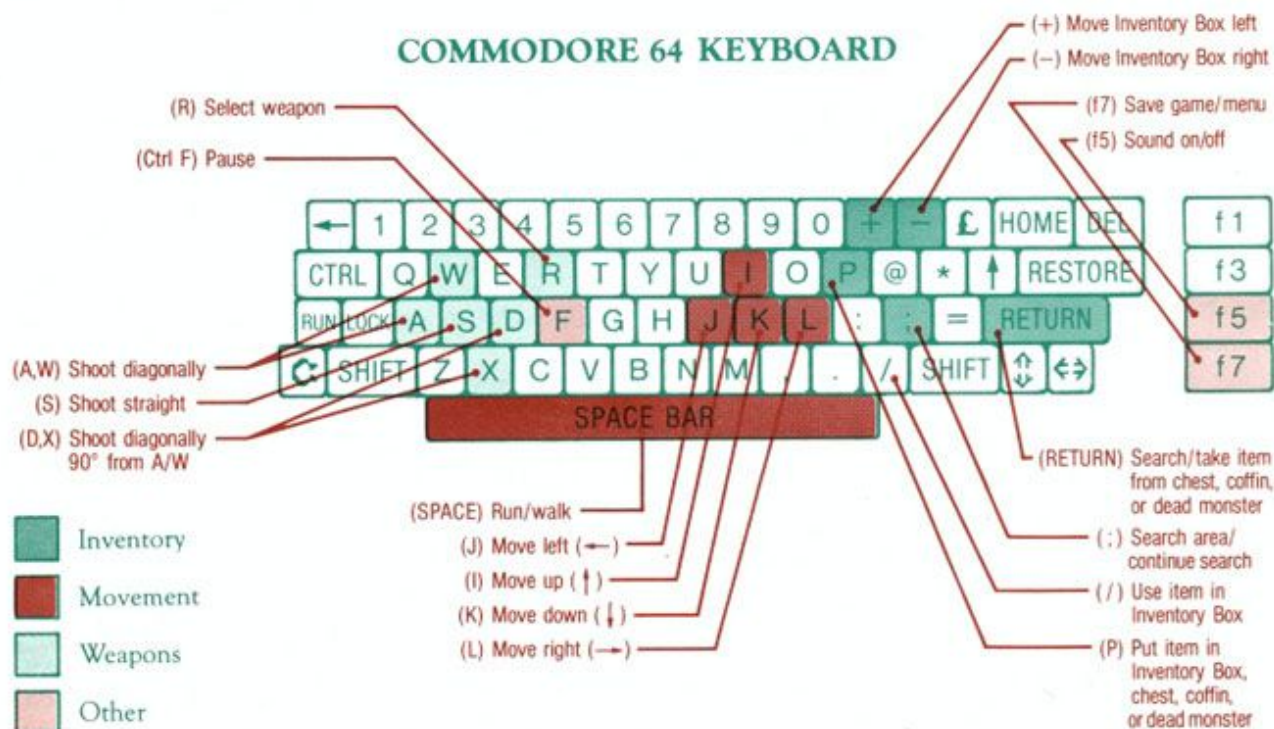 COMMODORE 64 KEYBOARD
(+) Move Inventory Box left
(−) Move Inventory Box right
(R) Select weapon
(f7) Save game/menu
(Ctrl F) Pause
(f5) Sound on/off
← 1 2 3 4 5 6 7 8 9 0 + − £ HOME DEL f1
CTRL Q W E R T Y U I O P @ * ↑ RESTORE f3
RUN LOCK A S D F G H J K L : ; = RETURN f5
C SHIFT Z X C V B N M , . / SHIFT ⇧⇩ ⇦⇨ f7
SPACE BAR
(A,W) Shoot diagonally
(S) Shoot straight
(D,X) Shoot diagonally
90° from A/W
(SPACE) Run/walk
(J) Move left (←)
(I) Move up (↑)
(K) Move down (↓)
(L) Move right (→)
(RETURN) Search/take item
from chest, coffin,
or dead monster
(;) Search area/
continue search
(/) Use item in
Inventory Box
(P) Put item in
Inventory Box,
chest, coffin,
or dead monster
Inventory
Movement
Weapons
Other